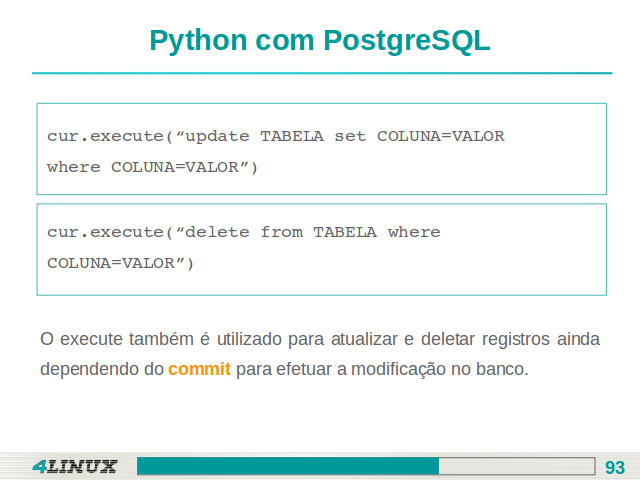 Python com PostgreSQL
cur.execute(“update TABELA set COLUNA=VALOR
where COLUNA=VALOR”)
cur.execute(“delete from TABELA where
COLUNA=VALOR”)
O execute também é utilizado para atualizar e deletar registros ainda
dependendo do commit para efetuar a modificação no banco.
4LINUX
93